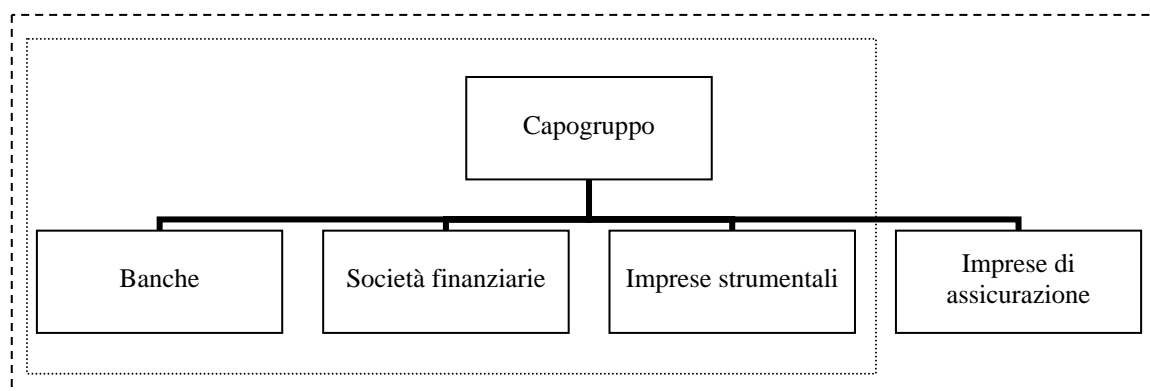 Capogruppo
Banche
Società finanziarie
Imprese strumentali
Imprese di
assicurazione